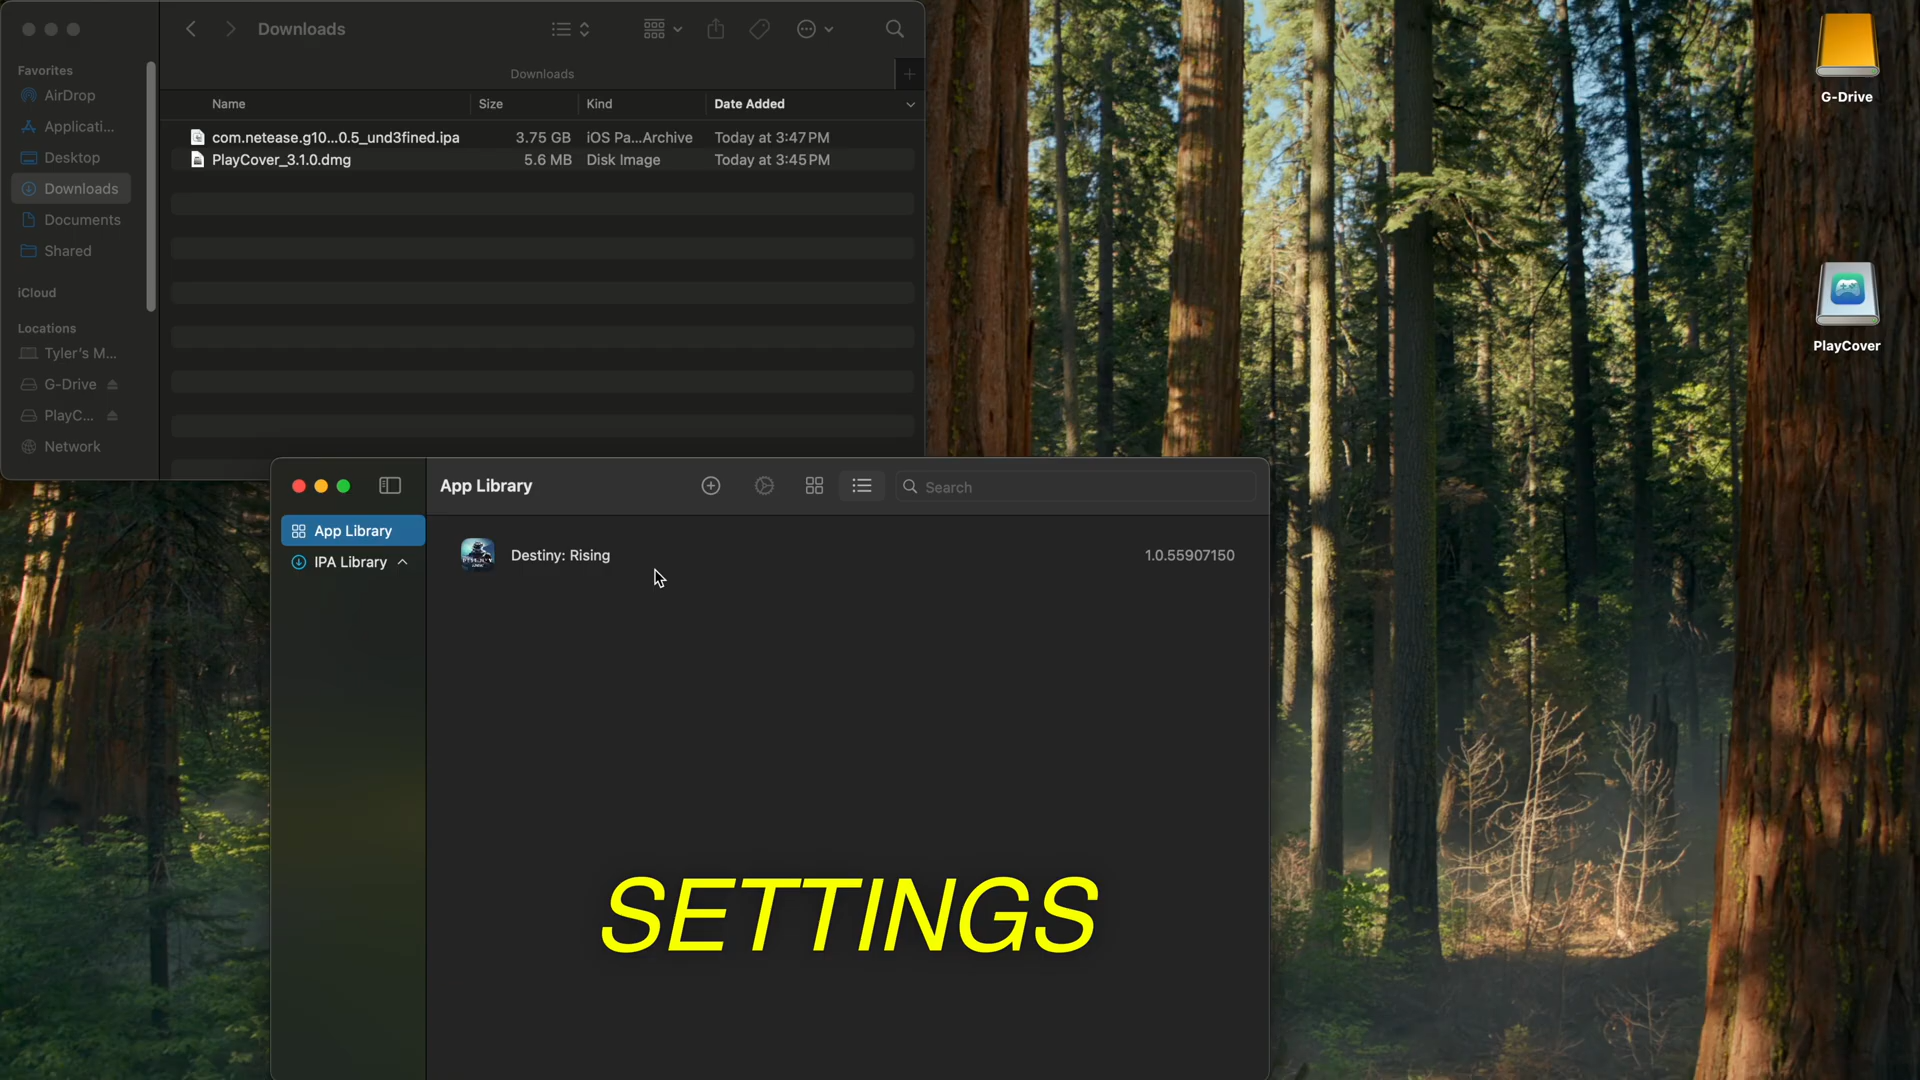 Downloads
Downloads
Favorites
AirDrop
Applicati...
Desktop
Downloads
Documents
Shared
iCloud
Locations
Tyler's M...
G-Drive
PlayC...
Network
Name Size Kind Date Added
com.netease.g10...0.5_und3fined.ipa 3.75 GB iOS Pa...Archive Today at 3:47 PM
PlayCover_3.1.0.dmg 5.6 MB Disk Image Today at 3:45 PM
G-Drive
PlayCover
App Library
Search
App Library
IPA Library
Destiny: Rising 1.0.55907150
SETTINGS